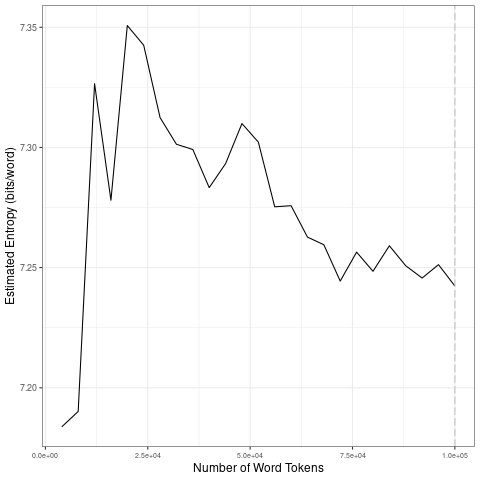 7.35
7.30
7.25
7.20
Estimated Entropy (bits/word)
0.0e+00 2.5e+04 5.0e+04 7.5e+04 1.0e+05
Number of Word Tokens